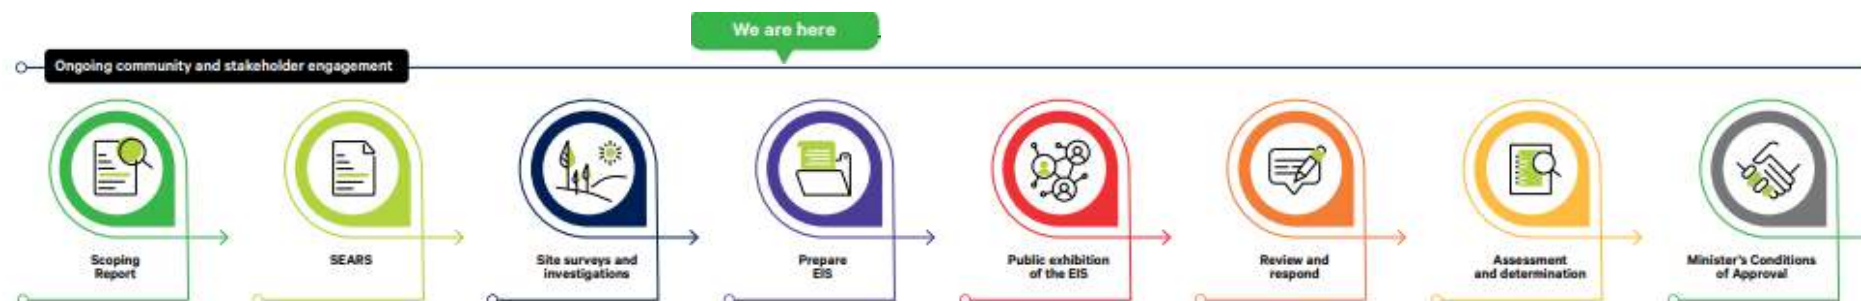 We are here
Ongoing community and stakeholder engagement
Scoping
Report
SEARS
Site surveys and
investigations
Prepare
EIS
Public exhibition
of the EIS
Review and
respond
Assessment
and determination
Minister's Conditions
of Approval